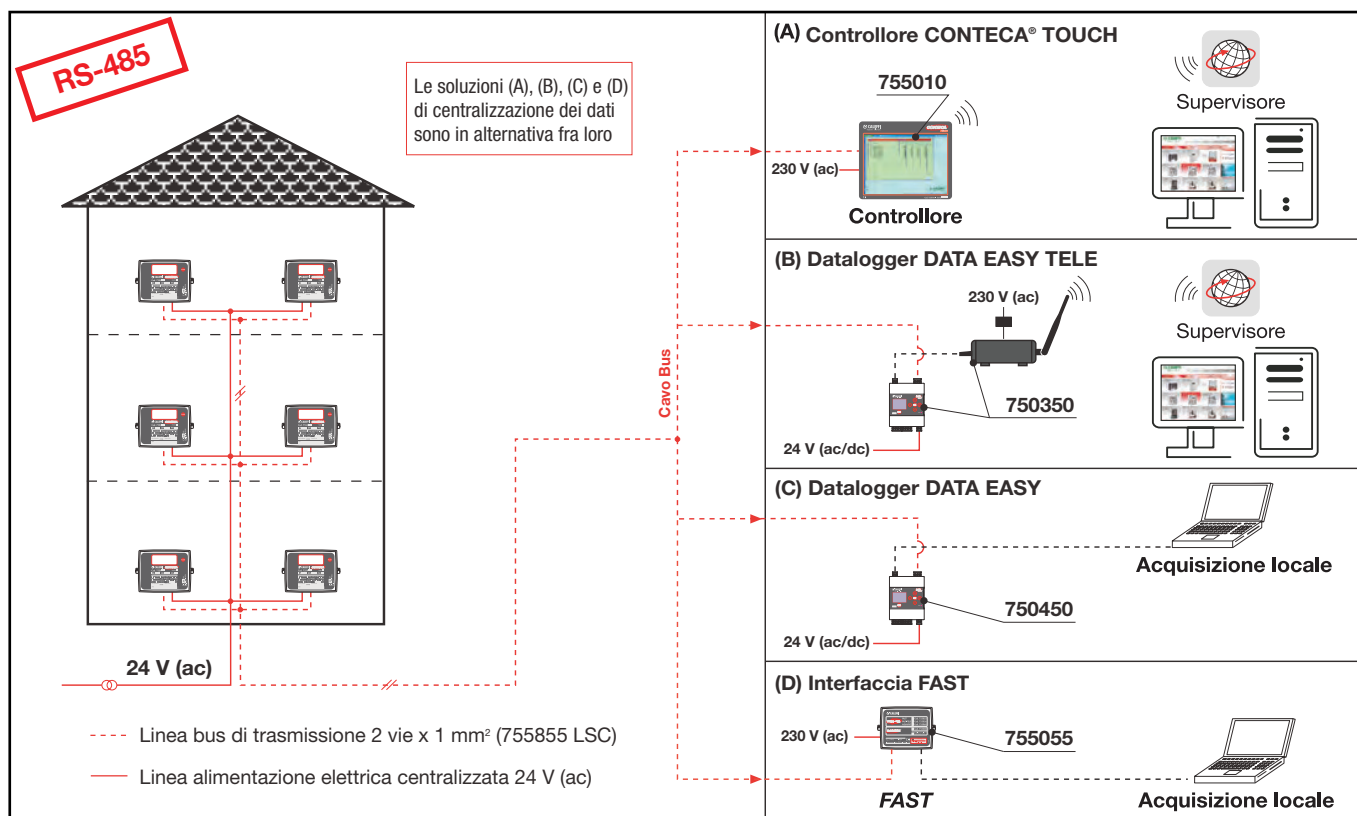 RS-485
Le soluzioni (A), (B), (C) e (D)
di centralizzazione dei dati
sono in alternativa fra loro
24 V (ac)
Linea bus di trasmissione 2 vie x 1 mm² (755855 LSC)
Linea alimentazione elettrica centralizzata 24 V (ac)
Cavo Bus
(A) Controllore CONTECA® TOUCH
755010
230 V (ac)
Controllore
Supervisore
(B) Datalogger DATA EASY TELE
230 V (ac)
750350
24 V (ac/dc)
Supervisore
(C) Datalogger DATA EASY
750450
24 V (ac/dc)
Acquisizione locale
(D) Interfaccia FAST
230 V (ac)
755055
FAST
Acquisizione locale